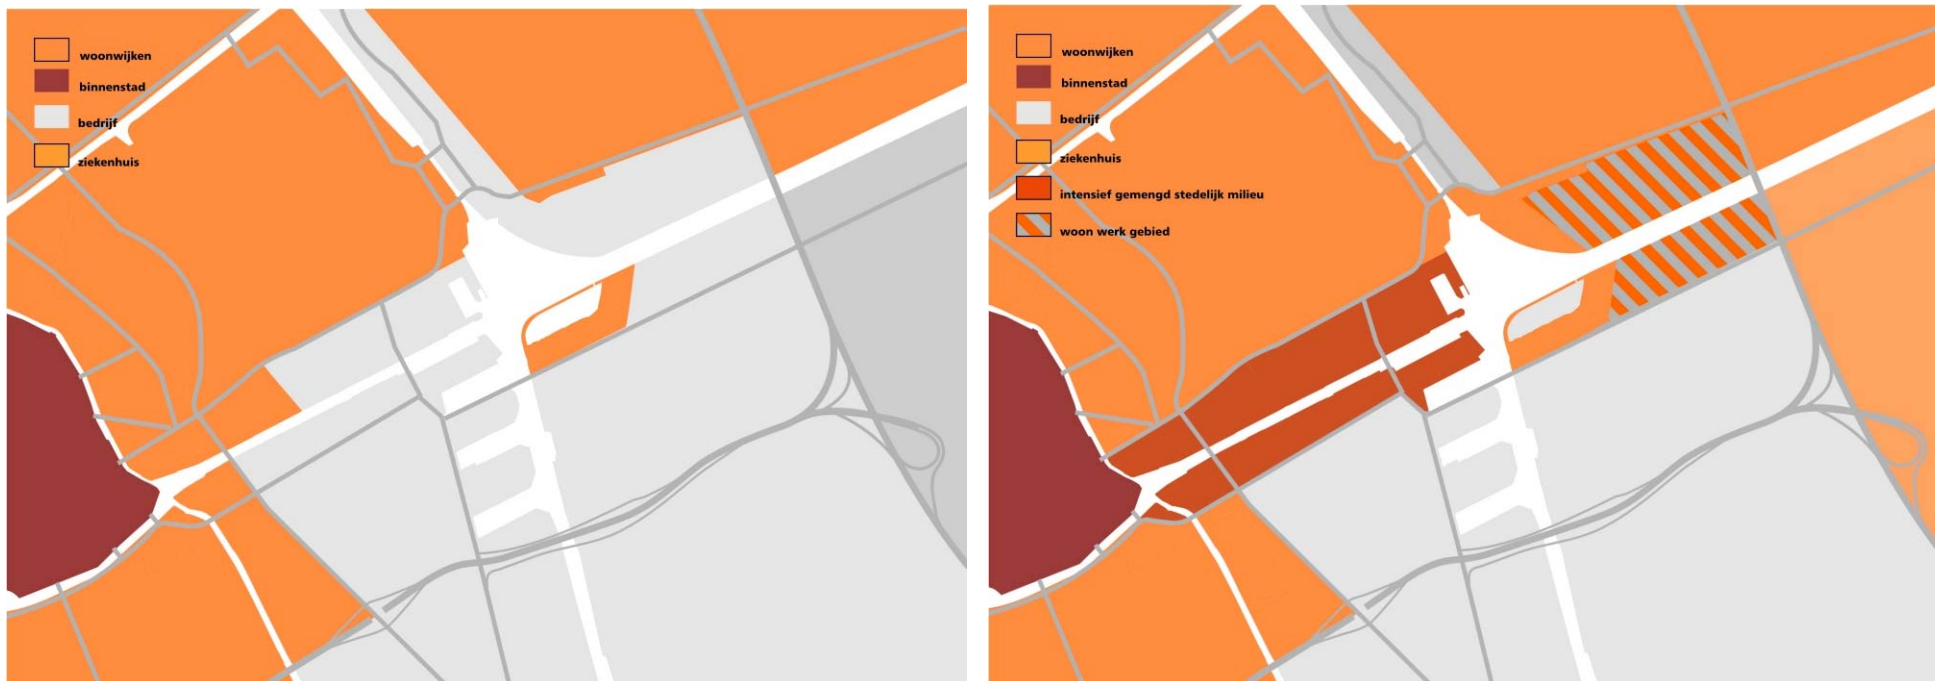 woonwijken
binnenstad
bedrijf
ziekenhuis
woonwijken
binnenstad
bedrijf
ziekenhuis
intensief gemengd stedelijk milieu
woon werk gebied